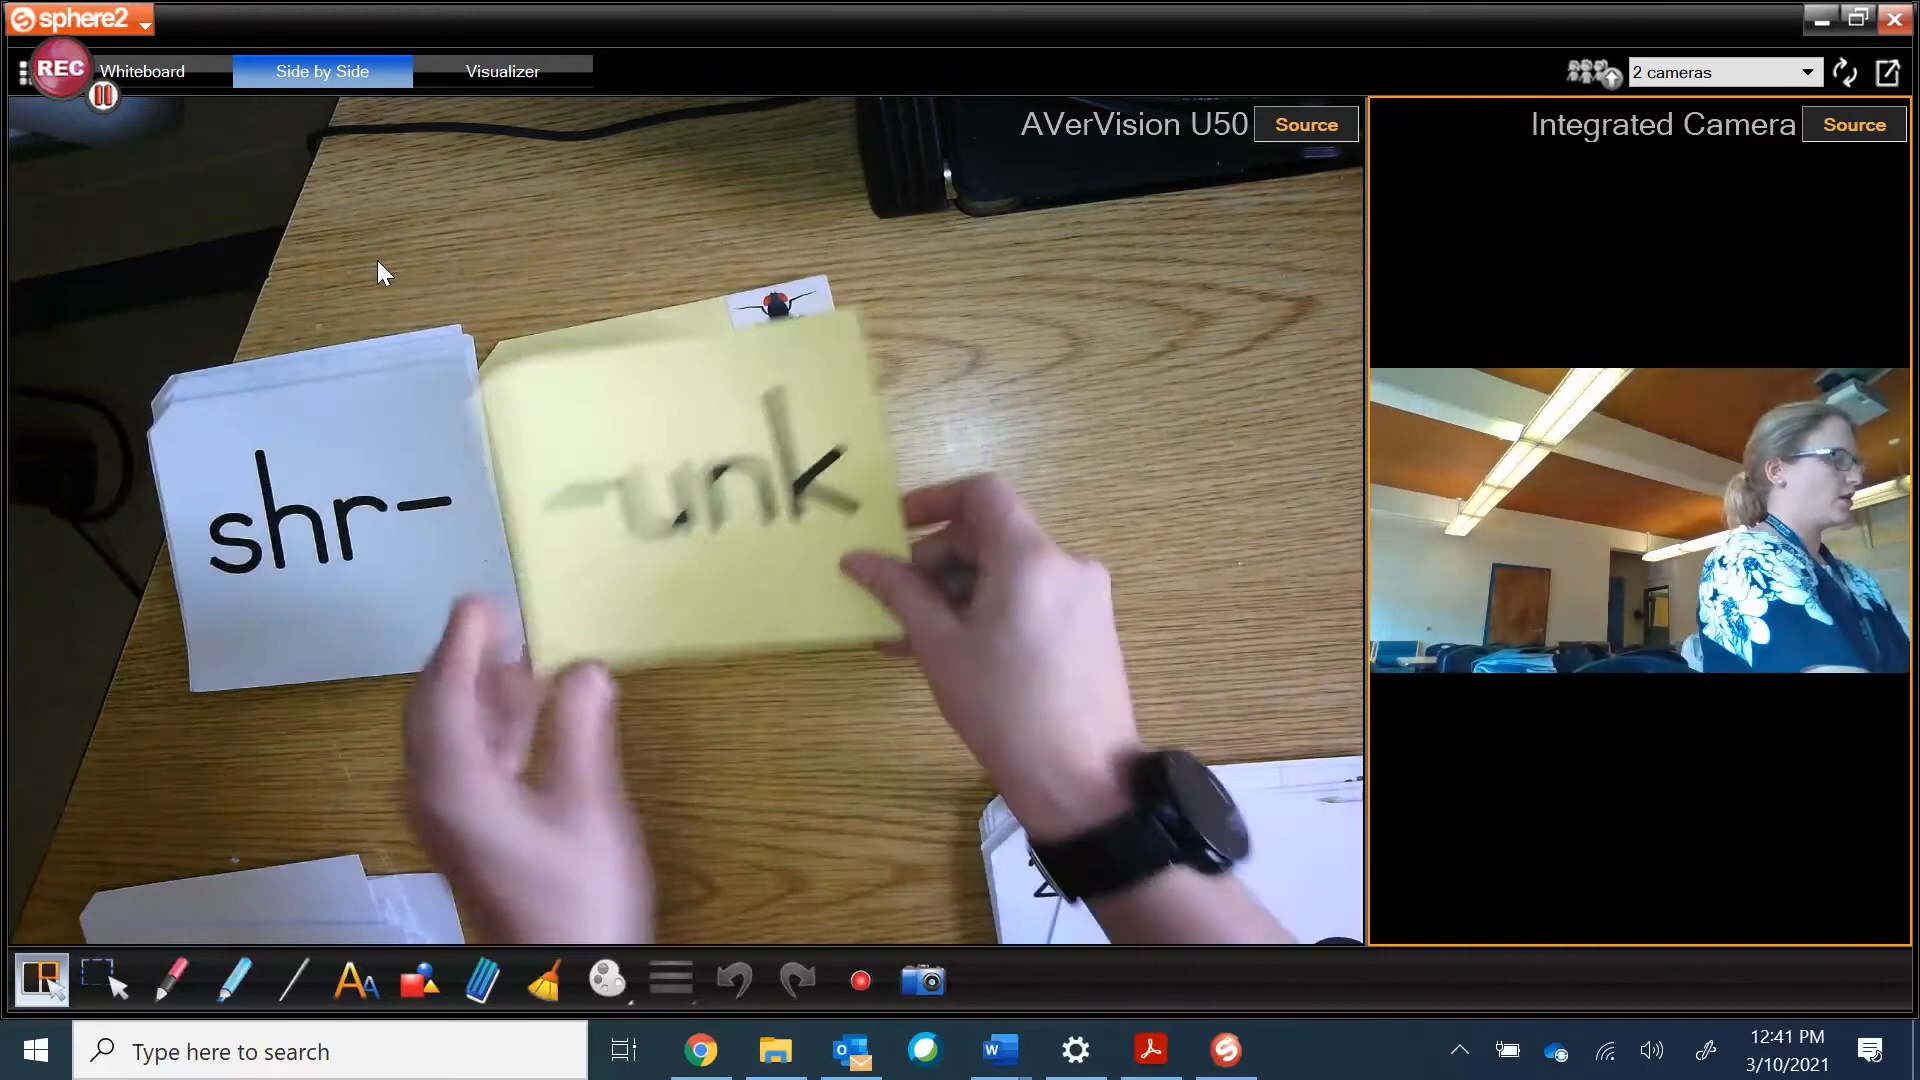 sphere2
REC
Whiteboard
Side by Side
Visualizer
2 cameras
AVerVision U50
Source
Integrated Camera
Source
shr-
-unk
Type here to search
12:41 PM
3/10/2021